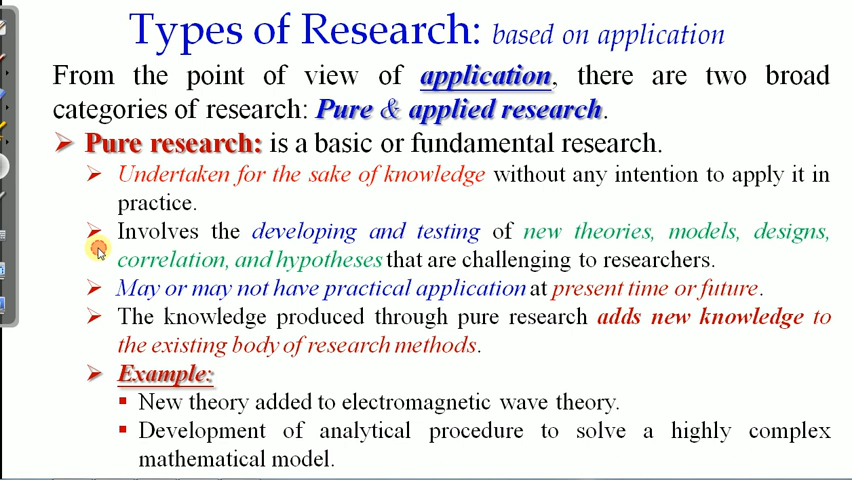 Types of Research: based on application
From the point of view of application, there are two broad
categories of research: Pure & applied research.
Pure research: is a basic or fundamental research.
Undertaken for the sake of knowledge without any intention to apply it in
practice.
Involves the developing and testing of new theories, models, designs,
correlation, and hypotheses that are challenging to researchers.
May or may not have practical application at present time or future.
The knowledge produced through pure research adds new knowledge to
the existing body of research methods.
Example:
New theory added to electromagnetic wave theory.
Development of analytical procedure to solve a highly complex
mathematical model.